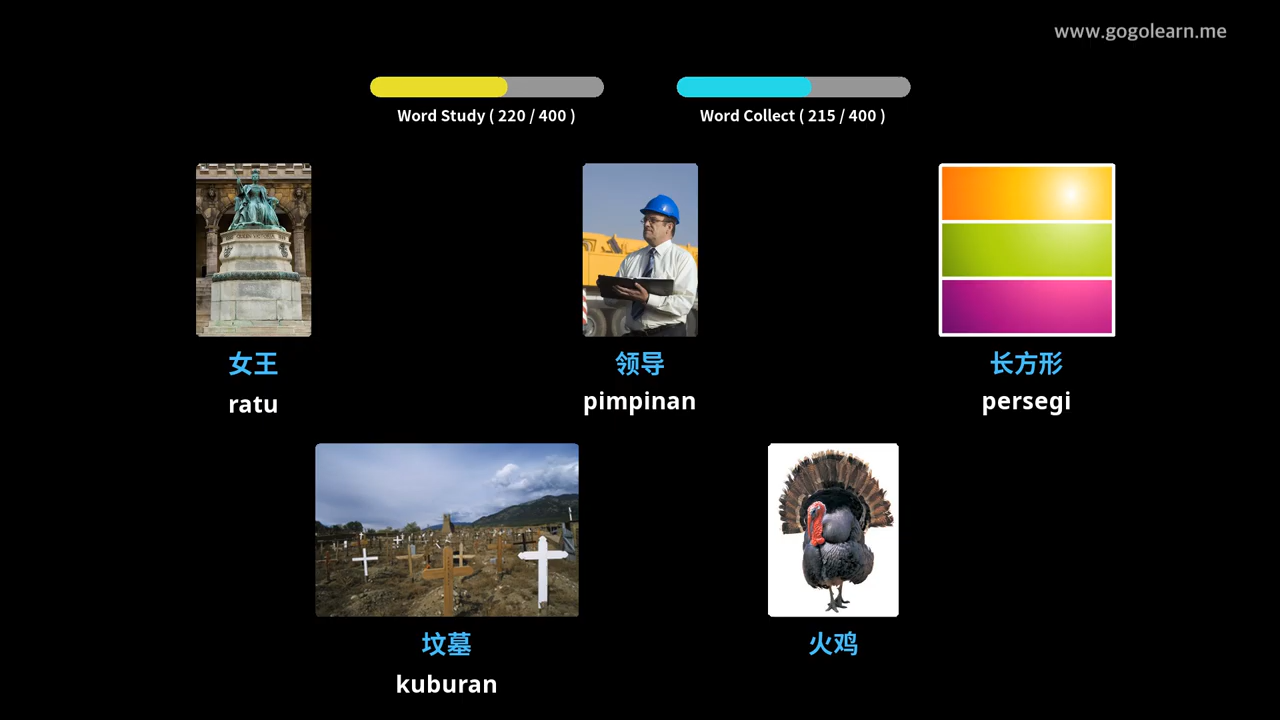 www.gogolearn.me
Word Study ( 220 / 400 )
Word Collect ( 215 / 400 )
女王
ratu
领导
pimpinan
长方形
persegi
坟墓
kuburan
火鸡